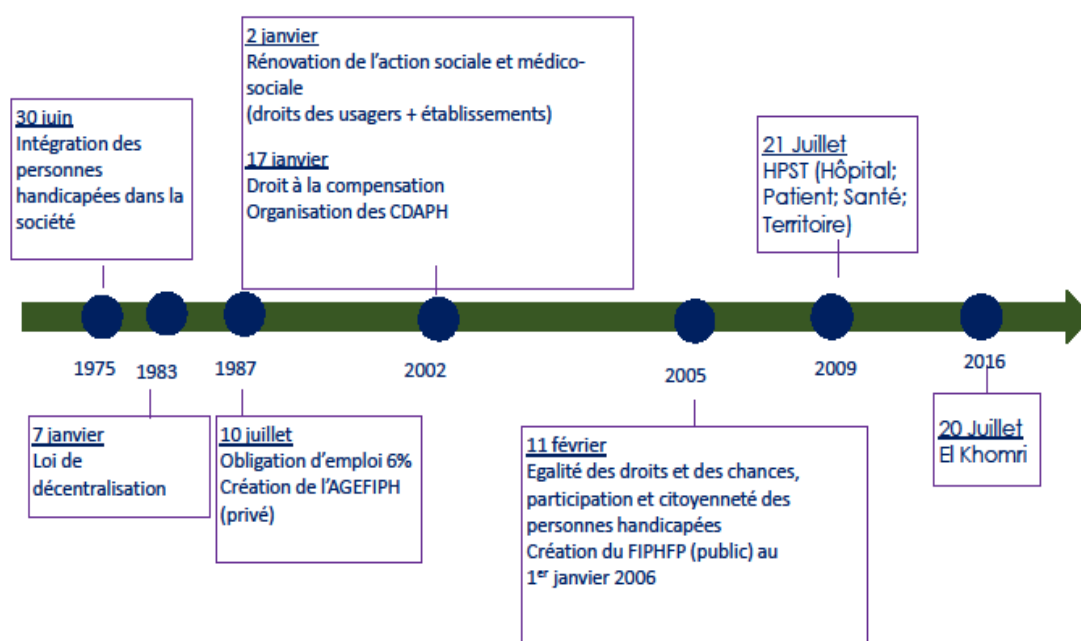 30 juin
Intégration des
personnes
handicapées dans la
société
2 janvier
Rénovation de l'action sociale et médico-
sociale
(droits des usagers + établissements)
17 janvier
Droit à la compensation
Organisation des CDAPH
21 Juillet
HPST (Hôpital;
Patient; Santé;
Territoire)
1975
1983
1987
2002
2005
2009
2016
7 janvier
Loi de
décentralisation
10 juillet
Obligation d'emploi 6%
Création de l'AGEFIPH
(privé)
11 février
Egalité des droits et des chances,
participation et citoyenneté des
personnes handicapées
Création du FIPHFP (public) au
1er janvier 2006
20 Juillet
El Khomri